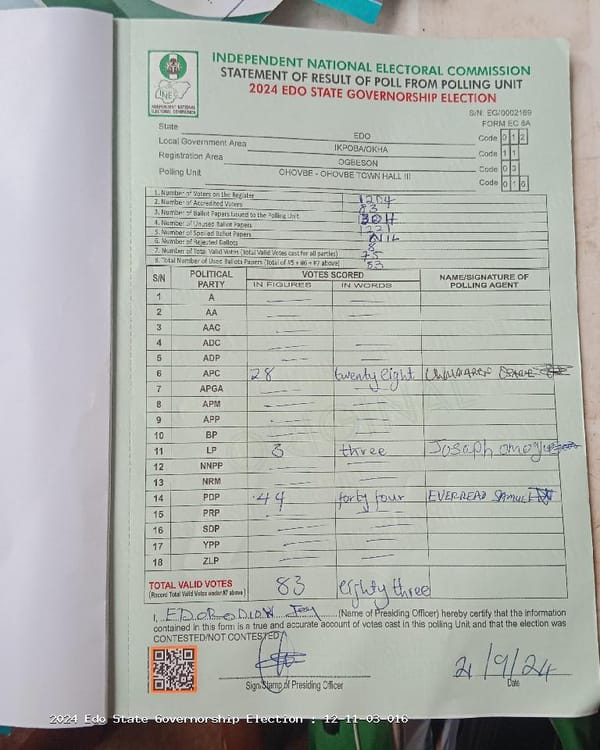 INDEPENDENT NATIONAL ELECTORAL COMMISSION
STATEMENT OF RESULT OF POLL FROM POLLING UNIT
2024 EDO STATE GOVERNORSHIP ELECTION
INEC
INDEPENDENT NATIONAL ELECTORAL COMMISSION
S/N: EG/0002169
FORM EC 8A
State EDO Code 0 1 2
Local Government Area IKPOBA/OKHA Code 1 1
Registration Area OGBESON Code 0 3
Polling Unit OHOVBE - OHOVBE TOWN HALL III Code 0 1 6
1. Number of Voters on the Register 1304
2. Number of Accredited Voters 83
3. Number of Ballot Papers Issued to the Polling Unit
4. Number of Unused Ballot Papers 1221
5. Number of Spoiled Ballot Papers NIL
6. Number of Rejected Ballots 8
7. Number of Total Valid Votes (Total Valid Votes cast for all parties) 75
8. Total Number of Used Ballots Papers (Total of #5 + #6 + #7 above) 83
S/N POLITICAL PARTY VOTES SCORED NAME/SIGNATURE OF POLLING AGENT
IN FIGURES IN WORDS
1 A
2 AA
3 AAC
4 ADC
5 ADP
6 APC 28 twenty eight
7 APGA
8 APM
9 APP
10 BP
11 LP 3 three Joseph
12 NNPP
13 NRM
14 PDP 44 forty four EVERREAD SAMUEL
15 PRP
16 SDP
17 YPP
18 ZLP
TOTAL VALID VOTES 83 eighty three
(Record Total Valid Votes under #7 above)
I, Joy (Name of Presiding Officer) hereby certify that the information
contained in this form is a true and accurate account of votes cast in this polling Unit and that the election was
CONTESTED/NOT CONTESTED
Sign/Stamp of Presiding Officer
21/9/24
Date
2024 Edo State Governorship Election : 12-11-03-016